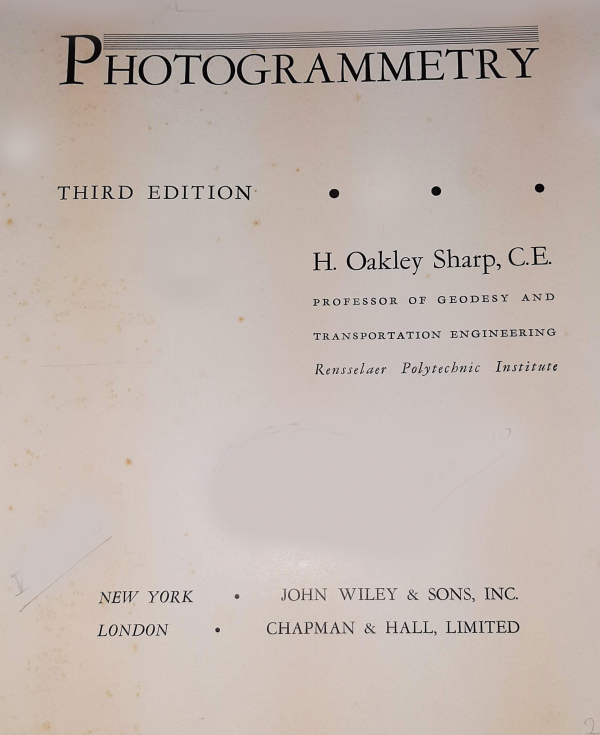 PHOTOGRAMMETRY
THIRD EDITION • • •
H. Oakley Sharp, C.E.
PROFESSOR OF GEODESY AND
TRANSPORTATION ENGINEERING
Rensselaer Polytechnic Institute
NEW YORK • JOHN WILEY & SONS, INC.
LONDON • CHAPMAN & HALL, LIMITED